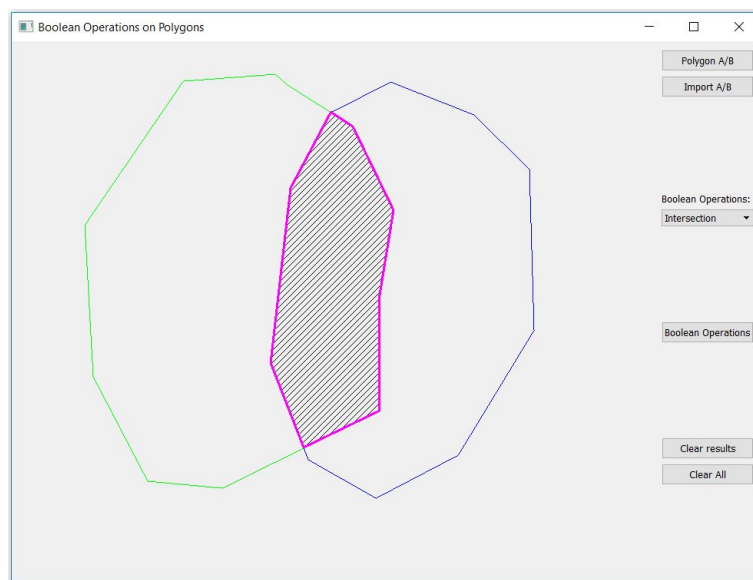 Boolean Operations on Polygons
Polygon A/B
Import A/B
Boolean Operations:
Intersection
Boolean Operations
Clear results
Clear All